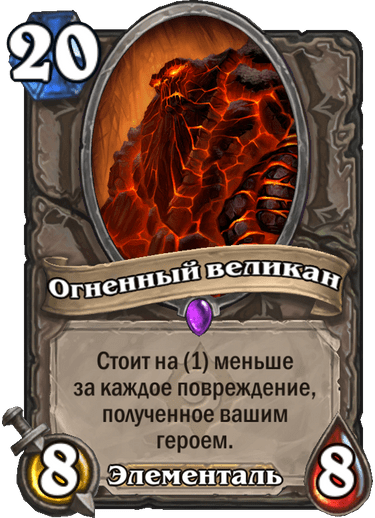 20
Огненный великан
Стоит на (1) меньше
за каждое повреждение,
полученное вашим
героем.
8
Элементаль
8